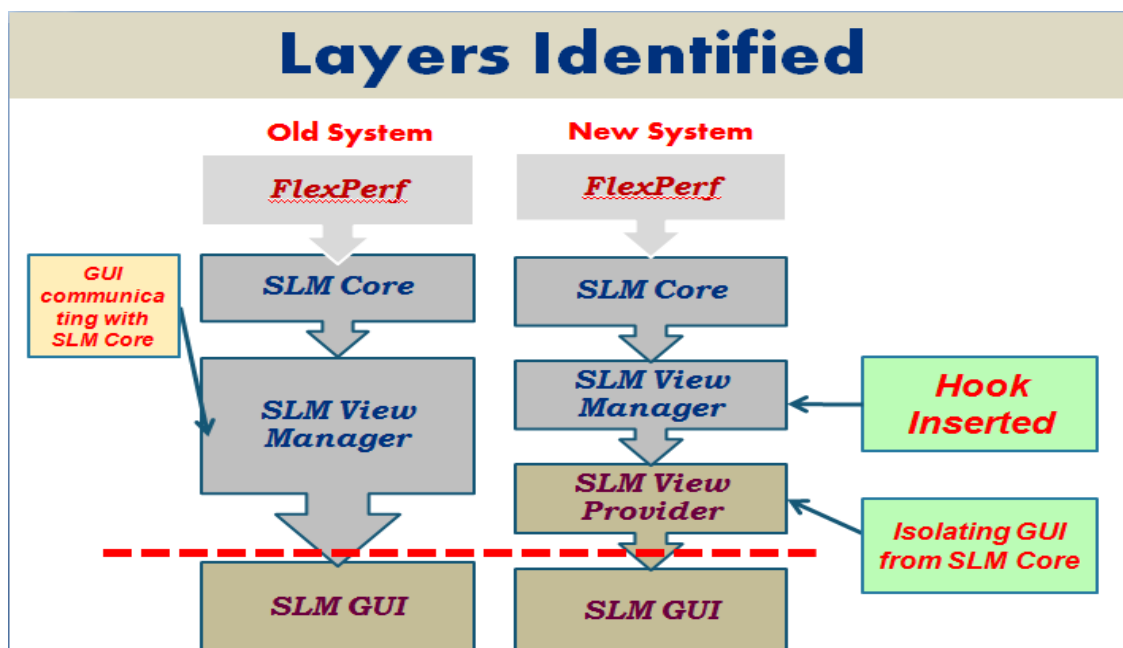 Layers Identified
Old System
New System
FlexPerf
FlexPerf
GUI
communica
ting with
SLM Core
SLM Core
SLM Core
SLM View
Manager
SLM View
Manager
Hook
Inserted
SLM View
Provider
Isolating GUI
from SLM Core
SLM GUI
SLM GUI